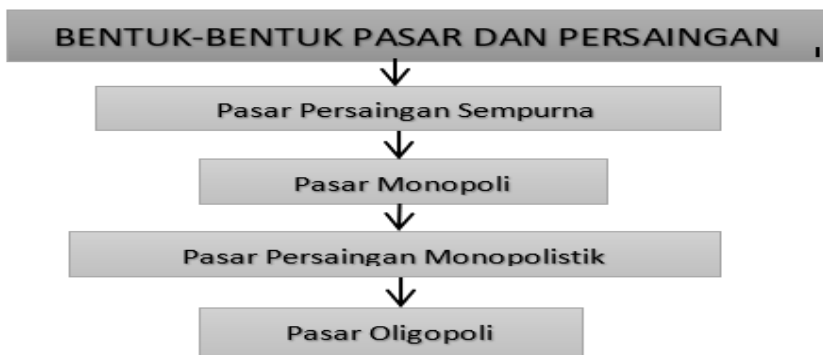 BENTUK-BENTUK PASAR DAN PERSAINGAN
Pasar Persaingan Sempurna
Pasar Monopoli
Pasar Persaingan Monopolistik
Pasar Oligopoli